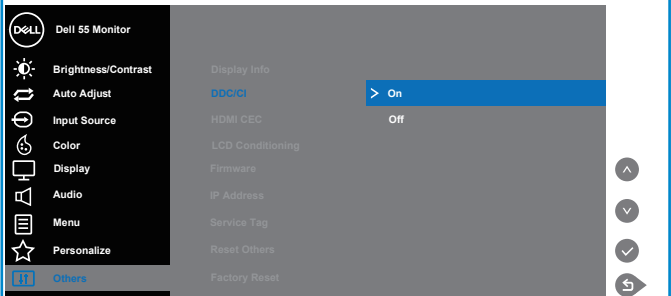 DELL
Dell 55 Monitor
Brightness/Contrast
Auto Adjust
Input Source
Color
Display
Audio
Menu
Personalize
Others
Display Info
DDC/CI
HDMI CEC
LCD Conditioning
Firmware
IP Address
Service Tag
Reset Others
Factory Reset
> On
Off